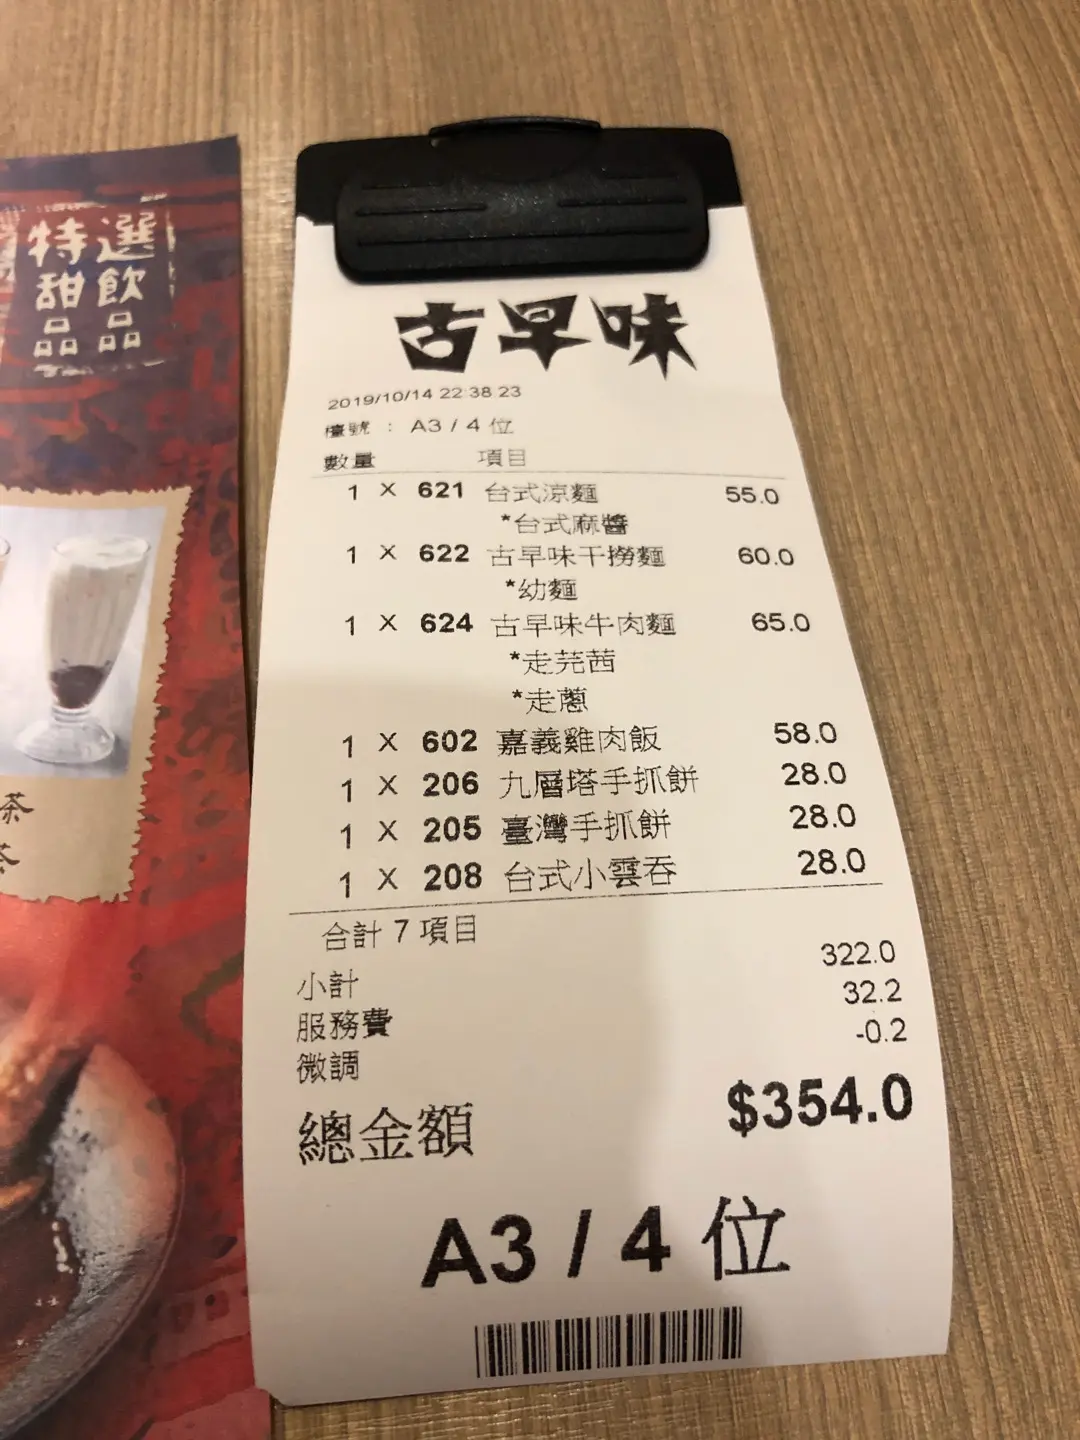 特選
甜飲
品品
茶
茶
古早味
2019/10/14 22:38:23
檯號 : A3 / 4 位
數量 項目
1 X 621 台式涼麵 55.0
*台式麻醬
1 X 622 古早味干撈麵 60.0
*幼麵
1 X 624 古早味牛肉麵 65.0
*走芫茜
*走蔥
1 X 602 嘉義雞肉飯 58.0
1 X 206 九層塔手抓餅 28.0
1 X 205 臺灣手抓餅 28.0
1 X 208 台式小雲吞 28.0
合計 7 項目
小計 322.0
服務費 32.2
微調 -0.2
總金額 $354.0
A3 / 4 位